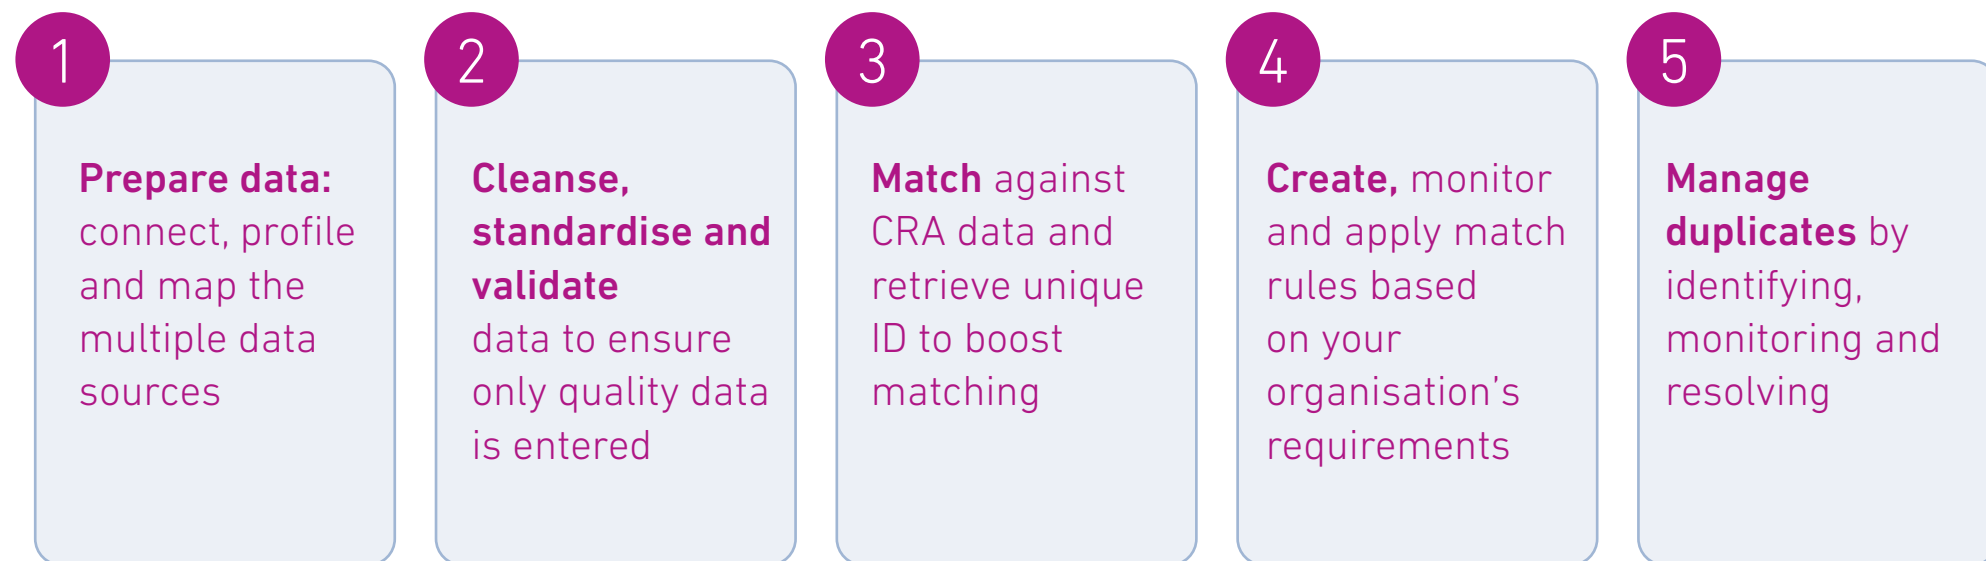 1
Prepare data:
connect, profile
and map the
multiple data
sources
2
Cleanse,
standardise and
validate
data to ensure
only quality data
is entered
3
Match against
CRA data and
retrieve unique
ID to boost
matching
4
Create, monitor
and apply match
rules based
on your
organisation’s
requirements
5
Manage
duplicates by
identifying,
monitoring and
resolving